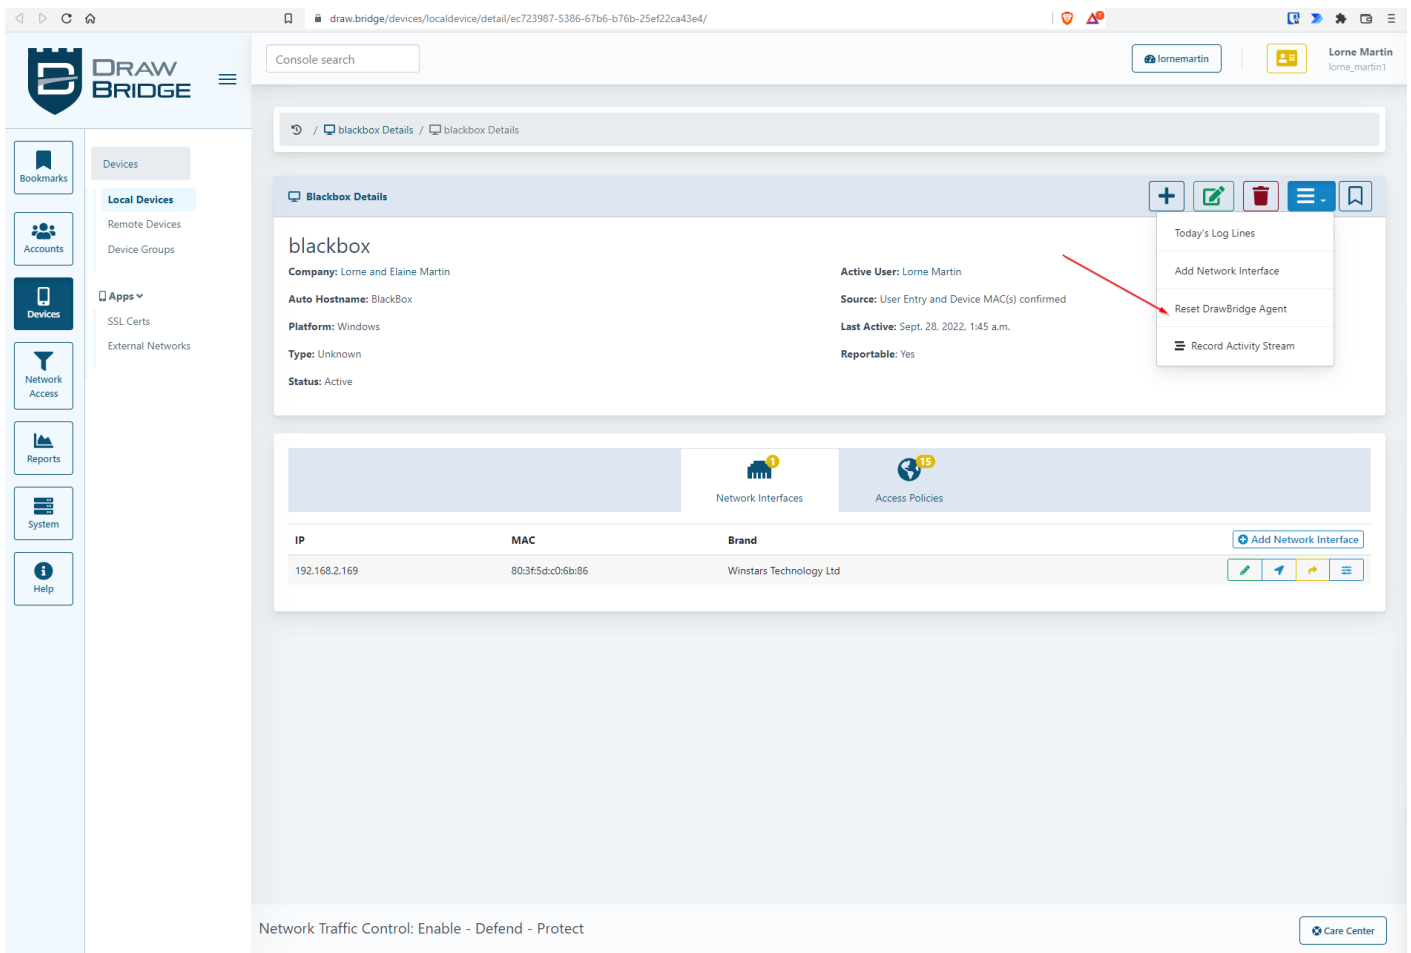 draw.bridge/devices/localdevice/detail/ec723987-5386-67b6-b76b-25ef22ca43e4/
DRAW
BRIDGE
Console search
lornemartin
Lorne Martin
lorne_martin1
/ blackbox Details / blackbox Details
Bookmarks
Accounts
Devices
Network
Access
Reports
System
Help
Devices
Local Devices
Remote Devices
Device Groups
Apps
SSL Certs
External Networks
Blackbox Details
Today's Log Lines
Add Network Interface
Reset DrawBridge Agent
Record Activity Stream
blackbox
Company: Lorne and Elaine Martin
Auto Hostname: BlackBox
Platform: Windows
Type: Unknown
Status: Active
Active User: Lorne Martin
Source: User Entry and Device MAC(s) confirmed
Last Active: Sept. 28, 2022, 1:45 a.m.
Reportable: Yes
1
Network Interfaces
15
Access Policies
IP MAC Brand Add Network Interface
192.168.2.169 80:3f:5d:c0:6b:86 Winstars Technology Ltd
Network Traffic Control: Enable - Defend - Protect
Care Center